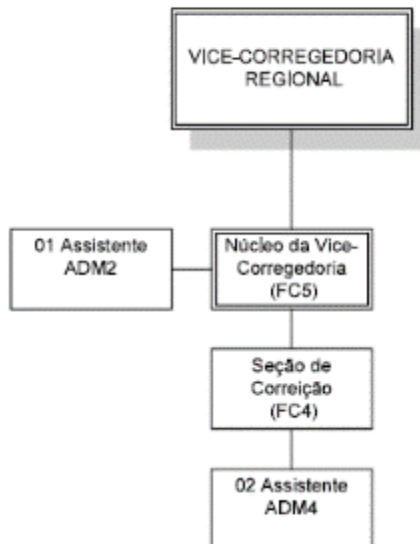 VICE-CORREGEDORIA
REGIONAL
01 Assistente
ADM2
Núcleo da Vice-
Corregedoria
(FC5)
Seção de
Correição
(FC4)
02 Assistente
ADM4